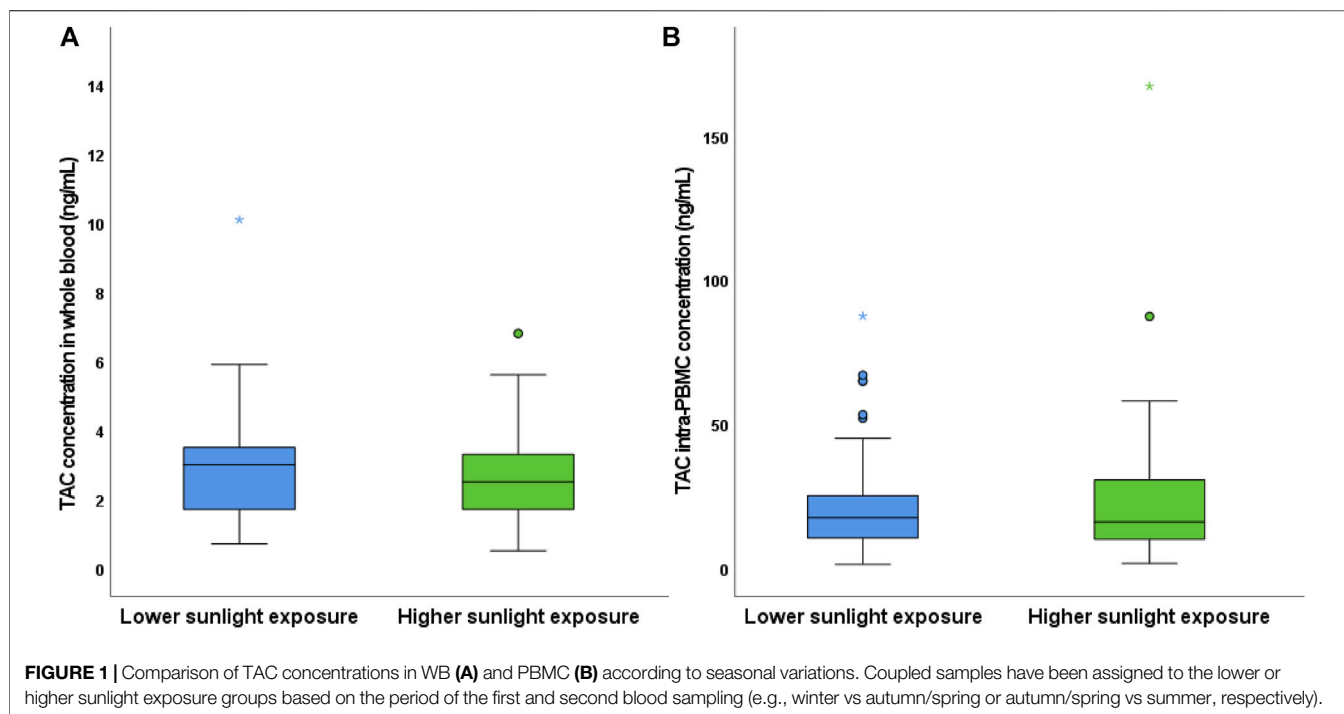 A
TAC concentration in whole blood (ng/mL)
14
12
10
8
6
4
2
0
Lower sunlight exposure Higher sunlight exposure
B
TAC intra-PBMC concentration (ng/mL)
150
100
50
0
Lower sunlight exposure Higher sunlight exposure
FIGURE 1 | Comparison of TAC concentrations in WB (A) and PBMC (B) according to seasonal variations. Coupled samples have been assigned to the lower or
higher sunlight exposure groups based on the period of the first and second blood sampling (e.g., winter vs autumn/spring or autumn/spring vs summer, respectively).